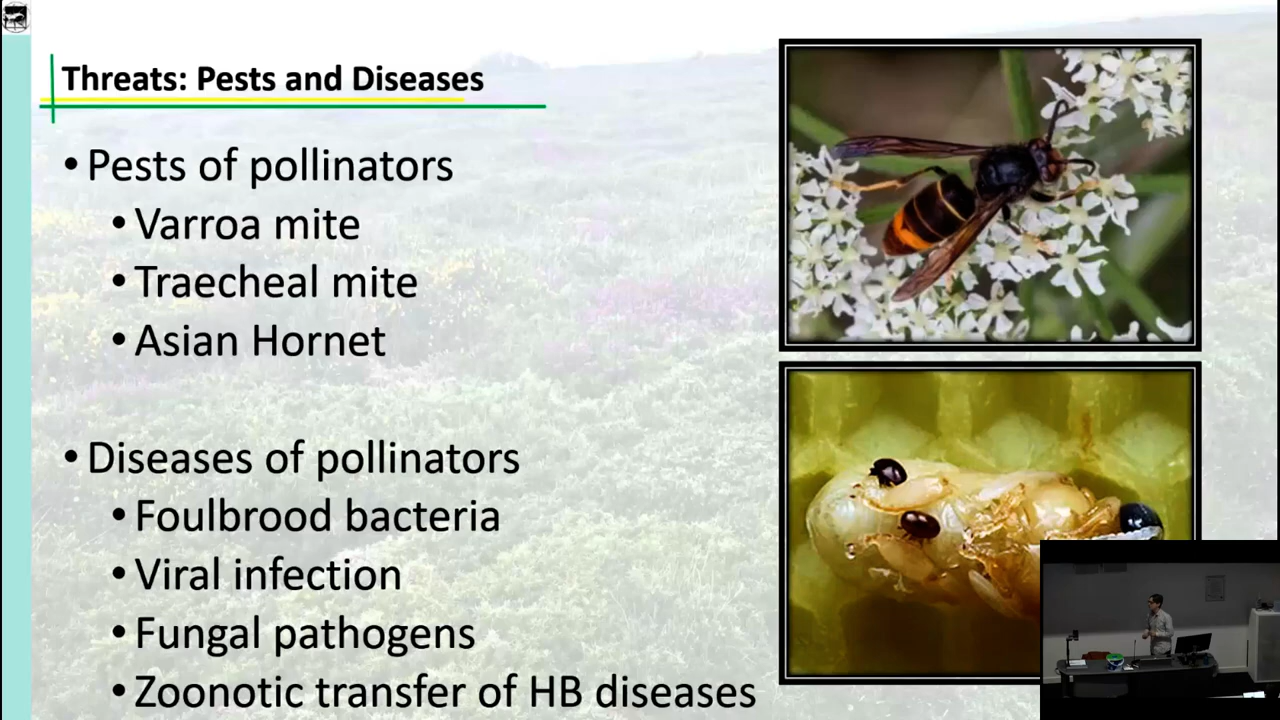 Threats: Pests and Diseases
• Pests of pollinators
• Varroa mite
• Traecheal mite
• Asian Hornet
• Diseases of pollinators
• Foulbrood bacteria
• Viral infection
• Fungal pathogens
• Zoonotic transfer of HB diseases